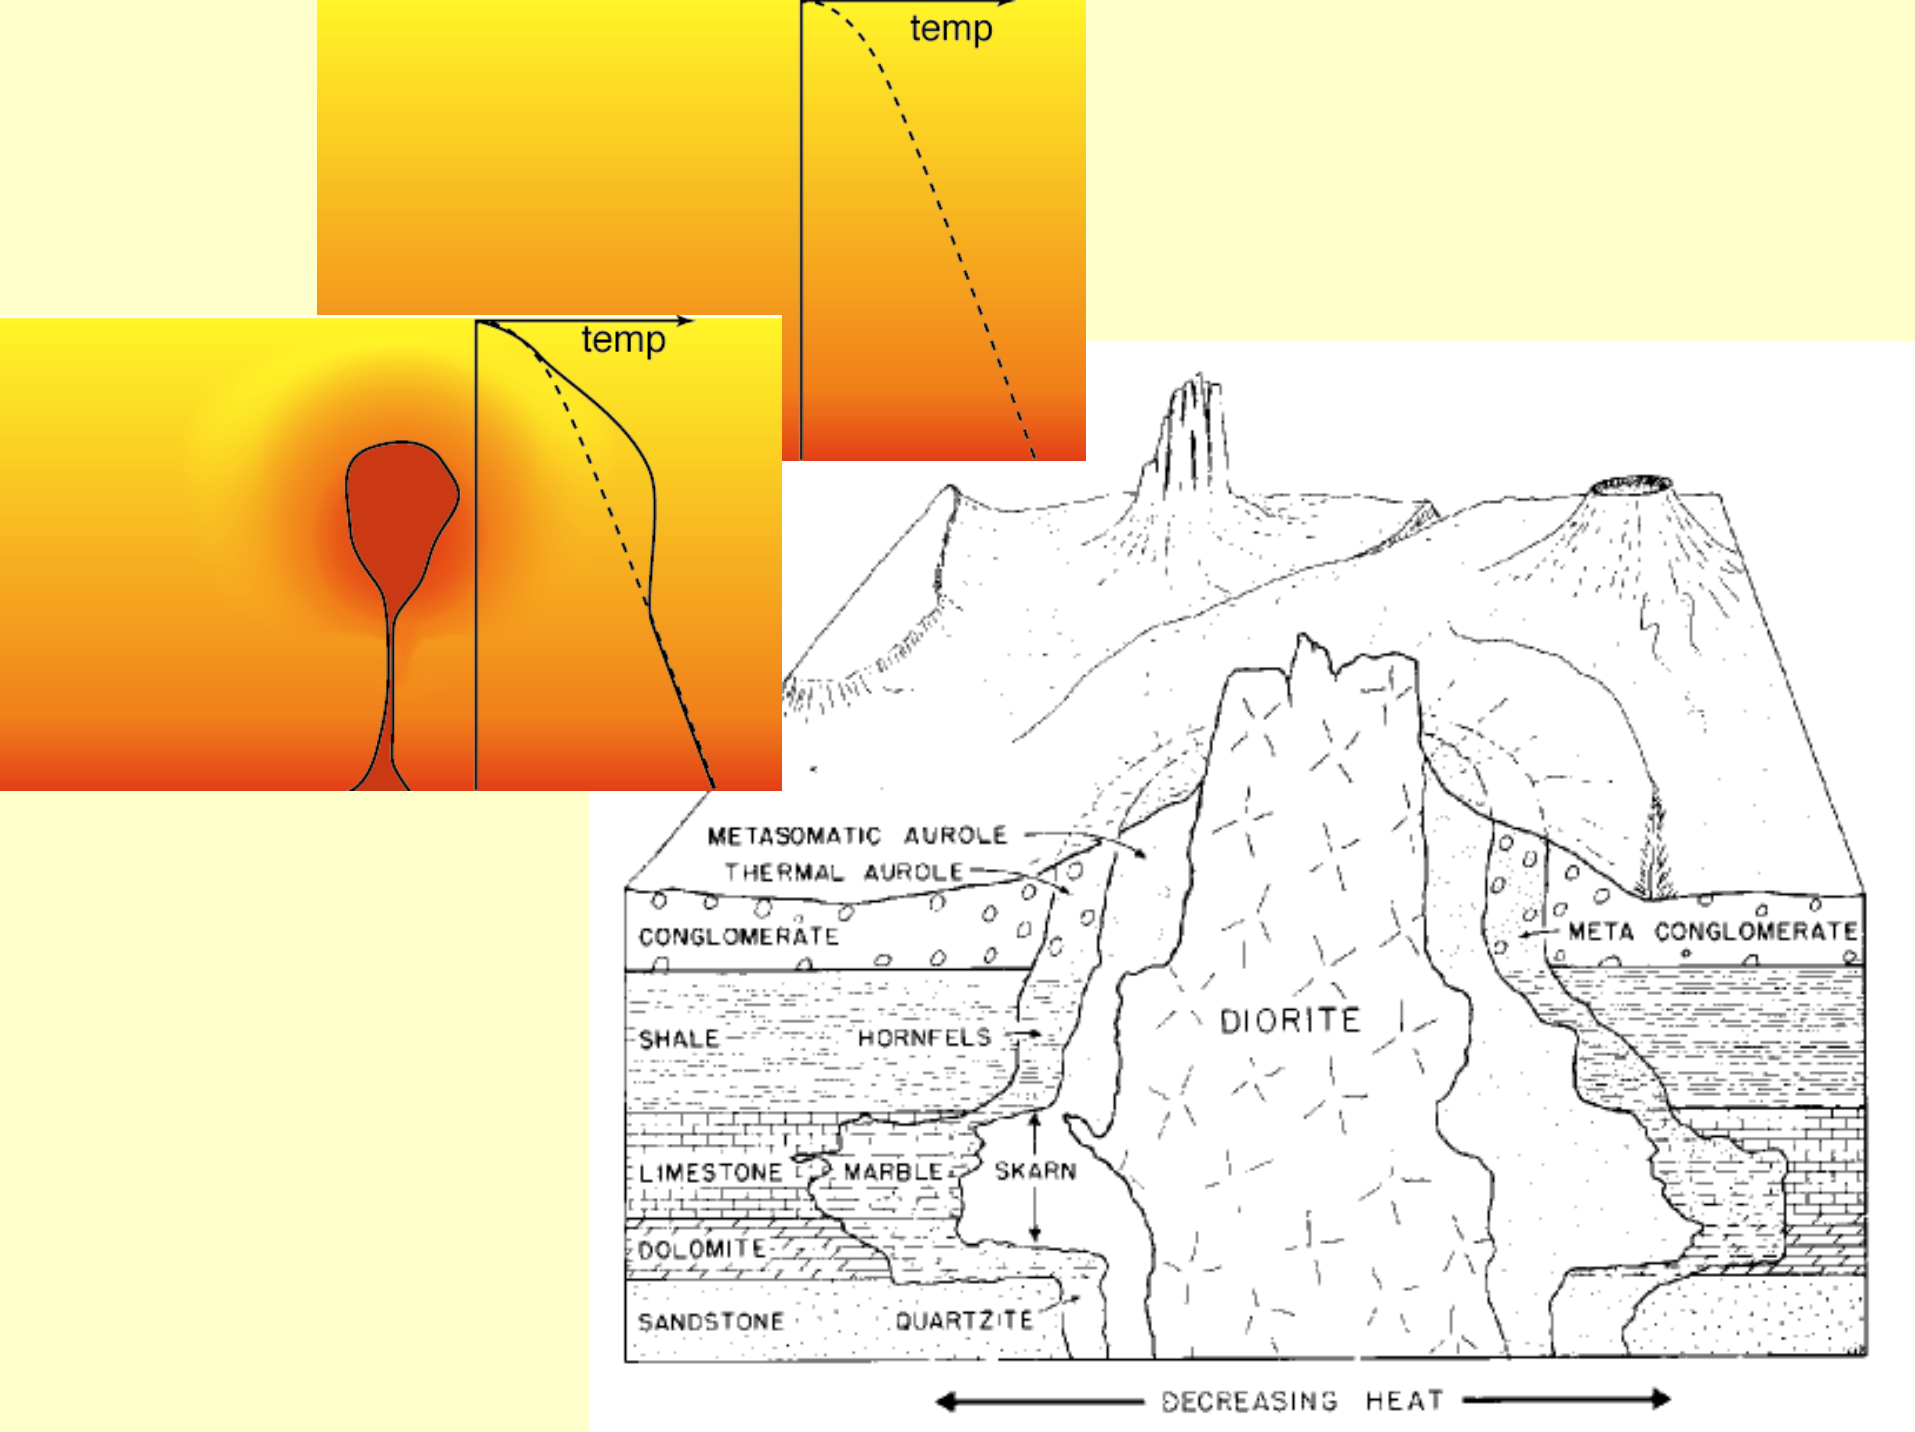 temp
temp
METASOMATIC AUROLE
THERMAL AUROLE
CONGLOMERATE
META CONGLOMERATE
DIORITE
SHALE
HORNFELS
LIMESTONE
MARBLE
SKARN
DOLOMITE
SANDSTONE
QUARTZITE
DECREASING HEAT